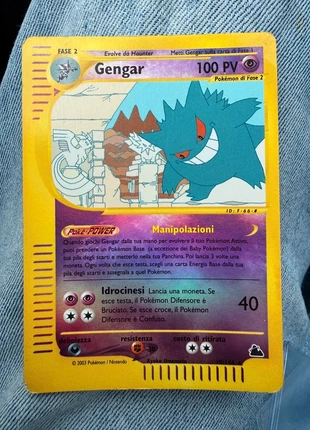 FASE 2
Evolve da Haunter
Metti Gengar sulla carta di Fase 1
Gengar
100 PV
Pokémon di Fase 2
ID: T-66-#
Poké-POWER
Manipolazioni
Quando giochi Gengar dalla tua mano per evolvere il tuo Pokémon Attivo,
puoi prendere un Pokémon Base (a eccezione dei Baby Pokémon) dalla
tua pila degli scarti e metterlo nella tua Panchina. Poi lancia 3 volte una
moneta. Ogni volta che esce testa, scegli una carta Energia Base dalla tua
pila degli scarti e assegnala a quel Pokémon.
Idrocinesi Lancia una moneta. Se
esce testa, il Pokémon Difensore è
Bruciato; Se esce croce, il Pokémon
Difensore è Confuso.
40
debolezza
resistenza
costo di ritirata
© 2003 Pokémon / Nintendo